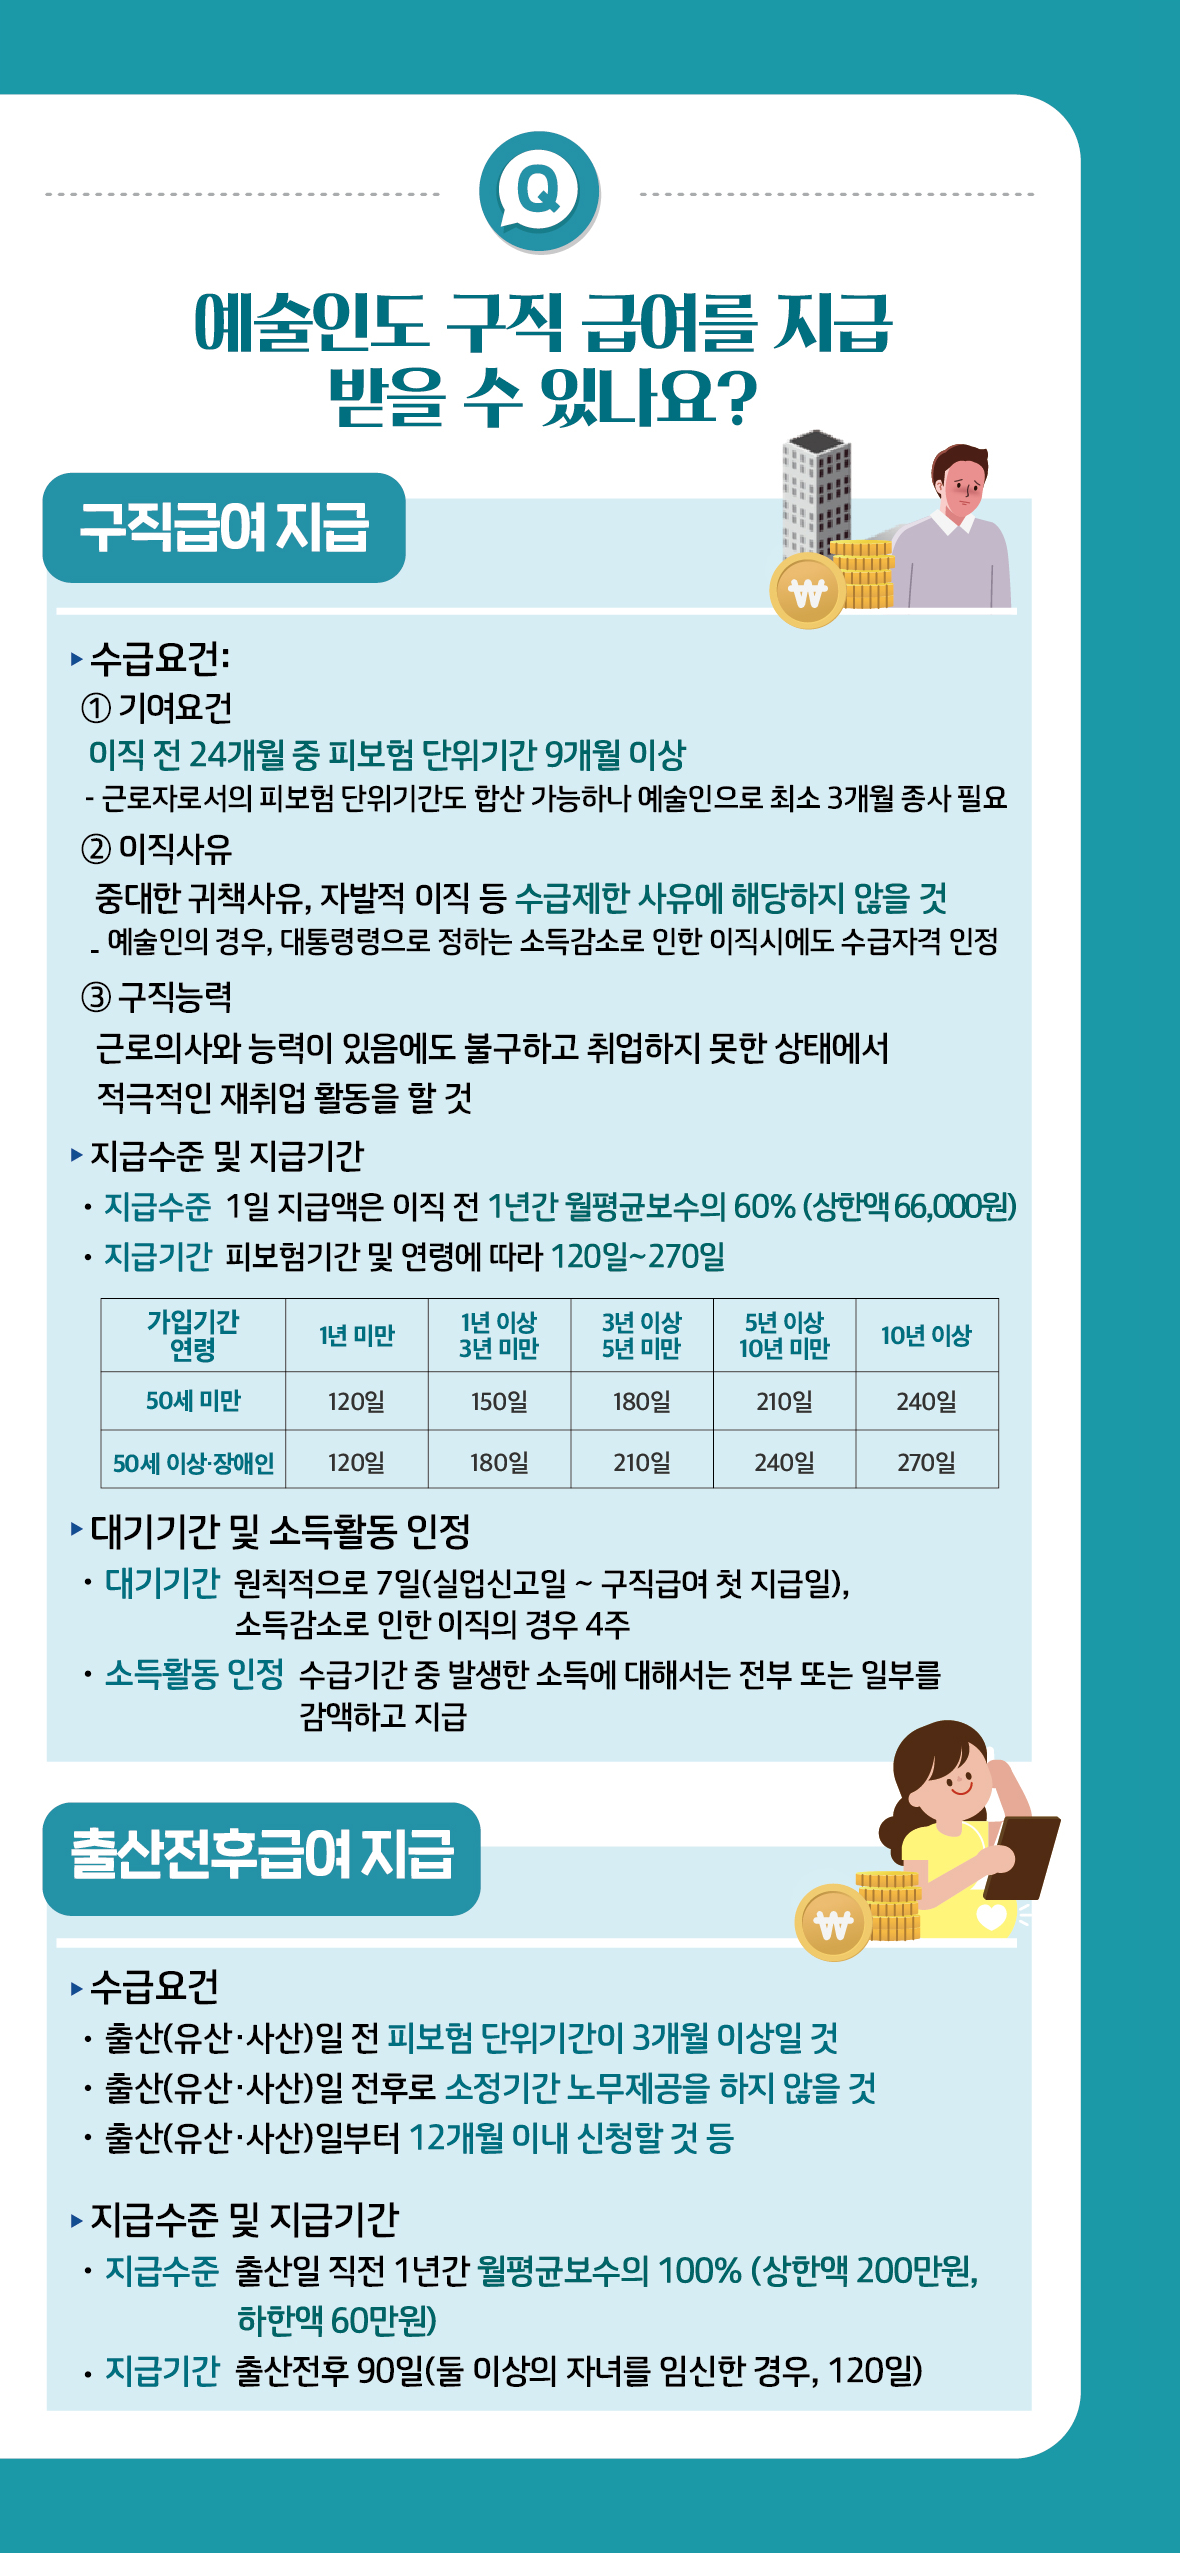 Q
예술인도 구직 급여를 지급
받을 수 있나요?
구직급여 지급
₩
▶ 수급요건:
① 기여요건
이직 전 24개월 중 피보험 단위기간 9개월 이상
- 근로자로서의 피보험 단위기간도 합산 가능하나 예술인으로 최소 3개월 종사 필요
② 이직사유
중대한 귀책사유, 자발적 이직 등 수급제한 사유에 해당하지 않을 것
- 예술인의 경우, 대통령령으로 정하는 소득감소로 인한 이직시에도 수급자격 인정
③ 구직능력
근로의사와 능력이 있음에도 불구하고 취업하지 못한 상태에서
적극적인 재취업 활동을 할 것
▶ 지급수준 및 지급기간
· 지급수준 1일 지급액은 이직 전 1년간 월평균보수의 60% (상한액 66,000원)
· 지급기간 피보험기간 및 연령에 따라 120일~270일
가입기간
연령
1년 미만
1년 이상
3년 미만
3년 이상
5년 미만
5년 이상
10년 미만
10년 이상
50세 미만 120일 150일 180일 210일 240일
50세 이상·장애인 120일 180일 210일 240일 270일
▶ 대기기간 및 소득활동 인정
· 대기기간 원칙적으로 7일(실업신고일 ~ 구직급여 첫 지급일),
소득감소로 인한 이직의 경우 4주
· 소득활동 인정 수급기간 중 발생한 소득에 대해서는 전부 또는 일부를
감액하고 지급
출산전후급여 지급
₩
▶ 수급요건
· 출산(유산·사산)일 전 피보험 단위기간이 3개월 이상일 것
· 출산(유산·사산)일 전후로 소정기간 노무제공을 하지 않을 것
· 출산(유산·사산)일부터 12개월 이내 신청할 것 등
▶ 지급수준 및 지급기간
· 지급수준 출산일 직전 1년간 월평균보수의 100% (상한액 200만원,
하한액 60만원)
· 지급기간 출산전후 90일(둘 이상의 자녀를 임신한 경우, 120일)